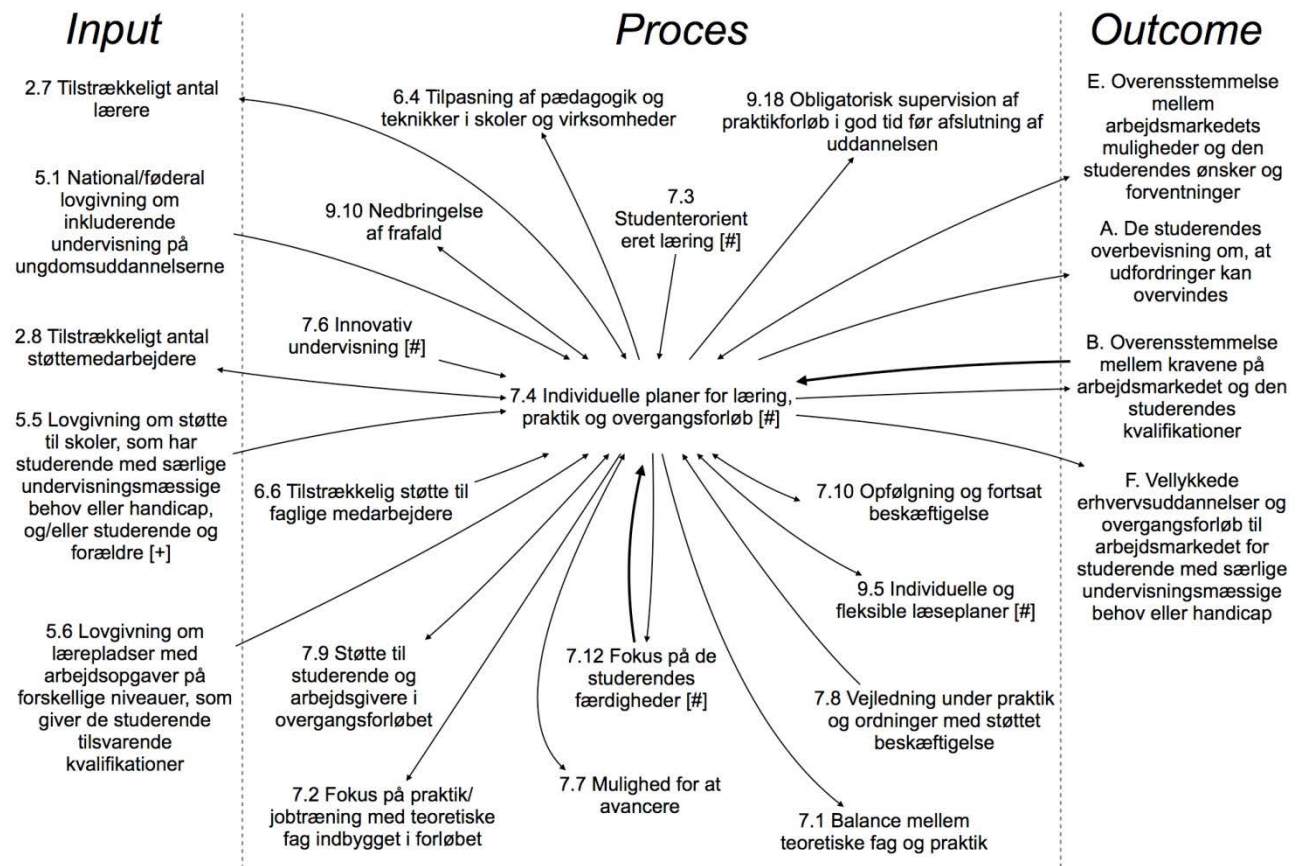 Input
Proces
Outcome
2.7 Tilstrækkeligt antal
lærere
5.1 National/føderal
lovgivning om
inkluderende
undervisning på
ungdomsuddannelserne
2.8 Tilstrækkeligt antal
støttemedarbejdere
5.5 Lovgivning om støtte
til skoler, som har
studerende med særlige
undervisningsmæssige
behov eller handicap,
og/eller studerende og
forældre [+]
5.6 Lovgivning om
lærepladser med
arbejdsopgaver på
forskellige niveauer, som
giver de studerende
tilsvarende
kvalifikationer
6.4 Tilpasning af pædagogik og
teknikker i skoler og virksomheder
9.18 Obligatorisk supervision af
praktikforløb i god tid før afslutning af
uddannelsen
9.10 Nedbringelse
af frafald
7.3
Studenterorient
eret læring [#]
7.6 Innovativ
undervisning [#]
7.4 Individuelle planer for læring,
praktik og overgangsforløb [#]
6.6 Tilstrækkelig støtte til
faglige medarbejdere
7.10 Opfølgning og fortsat
beskæftigelse
9.5 Individuelle og
fleksible læseplaner [#]
7.9 Støtte til
studerende og
arbejdsgivere i
overgangsforløbet
7.12 Fokus på de
studerendes
færdigheder [#]
7.8 Vejledning under praktik
og ordninger med støttet
beskæftigelse
7.2 Fokus på praktik/
jobtræning med teoretiske
fag indbygget i forløbet
7.7 Mulighed for at
avancere
7.1 Balance mellem
teoretiske fag og praktik
E. Overensstemmelse
mellem
arbejdsmarkedets
muligheder og den
studerendes ønsker og
forventninger
A. De studerendes
overbevisning om, at
udfordringer kan
overvindes
B. Overensstemmelse
mellem kravene på
arbejdsmarkedet og den
studerendes
kvalifikationer
F. Vellykkede
erhvervsuddannelser og
overgangsforløb til
arbejdsmarkedet for
studerende med særlige
undervisningsmæssige
behov eller handicap